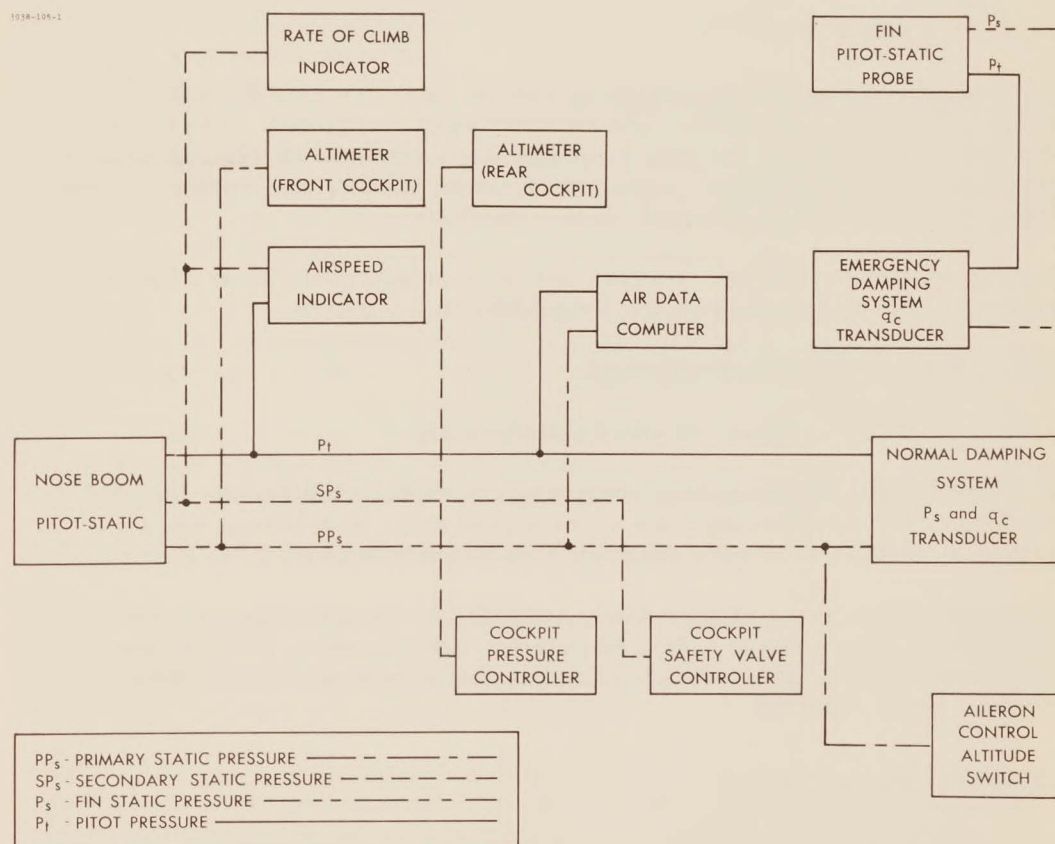 7038-105-1
RATE OF CLIMB
INDICATOR
FIN
PITOT-STATIC
PROBE
Ps
Pt
ALTIMETER
(FRONT COCKPIT)
ALTIMETER
(REAR
COCKPIT)
AIRSPEED
INDICATOR
AIR DATA
COMPUTER
EMERGENCY
DAMPING
SYSTEM
qc
TRANSDUCER
NOSE BOOM
PITOT-STATIC
Pt
SPs
PPs
NORMAL DAMPING
SYSTEM
Ps and qc
TRANSDUCER
COCKPIT
PRESSURE
CONTROLLER
COCKPIT
SAFETY VALVE
CONTROLLER
AILERON
CONTROL
ALTITUDE
SWITCH
PPs - PRIMARY STATIC PRESSURE
SPs - SECONDARY STATIC PRESSURE
Ps - FIN STATIC PRESSURE
Pt - PITOT PRESSURE